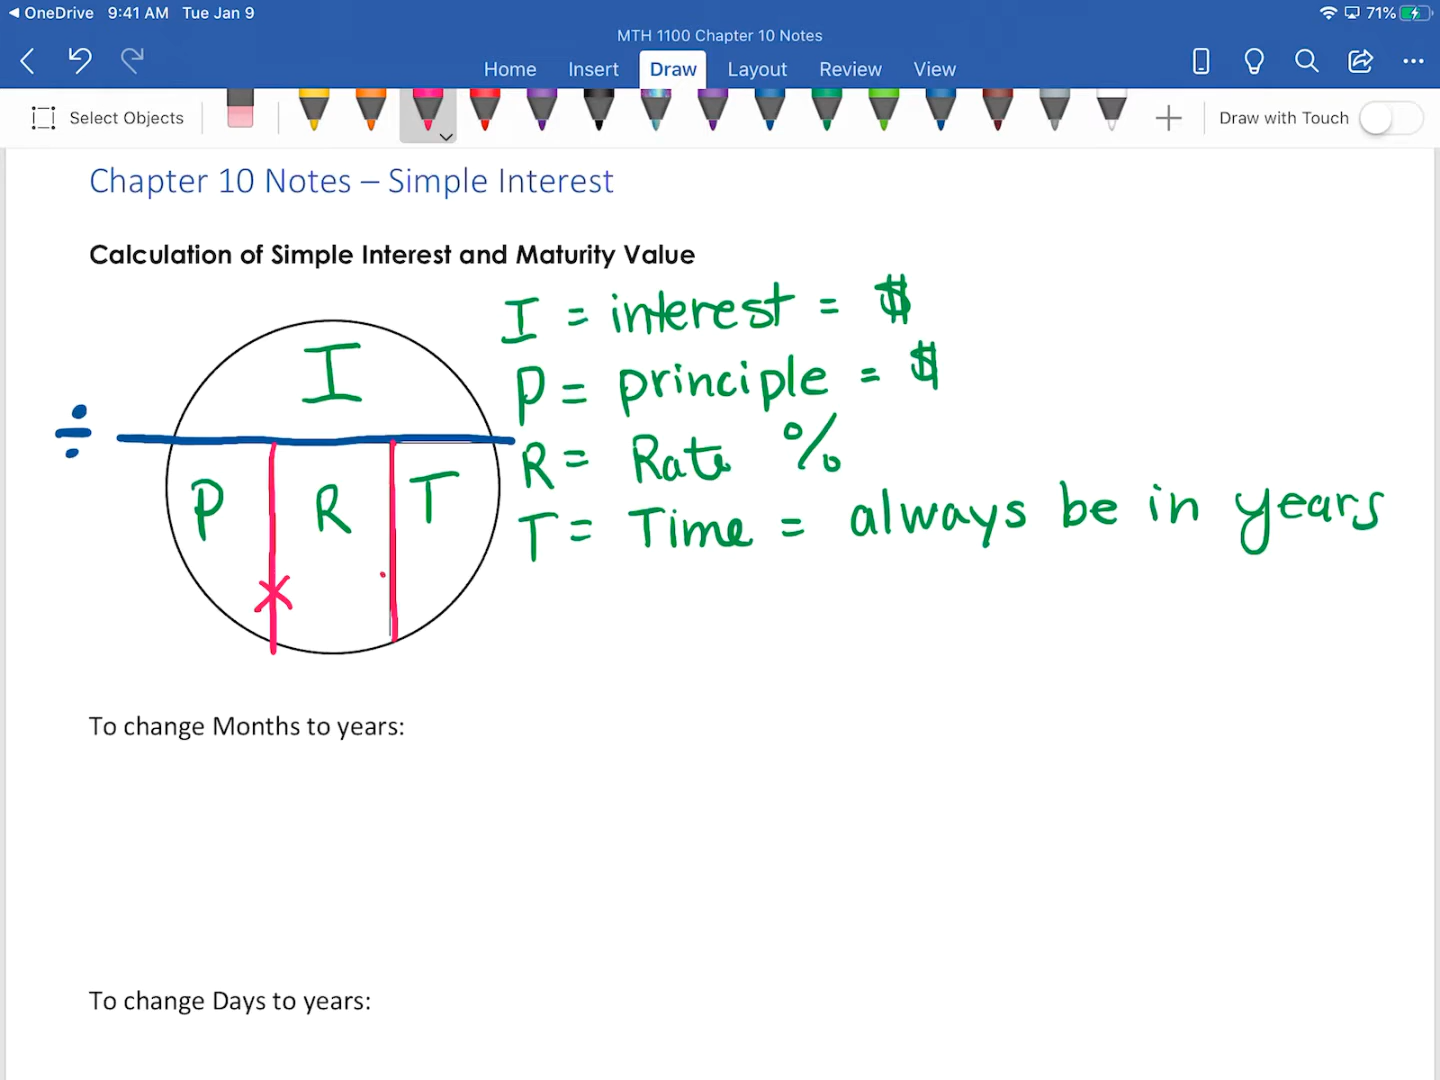 OneDrive 9:41 AM Tue Jan 9 71%
MTH 1100 Chapter 10 Notes
Home Insert Draw Layout Review View
Select Objects Draw with Touch
Chapter 10 Notes – Simple Interest
Calculation of Simple Interest and Maturity Value
I = interest = $
I
P = principle = $
÷
R = Rate %
P R T
T = Time = always be in years
To change Months to years:
To change Days to years: